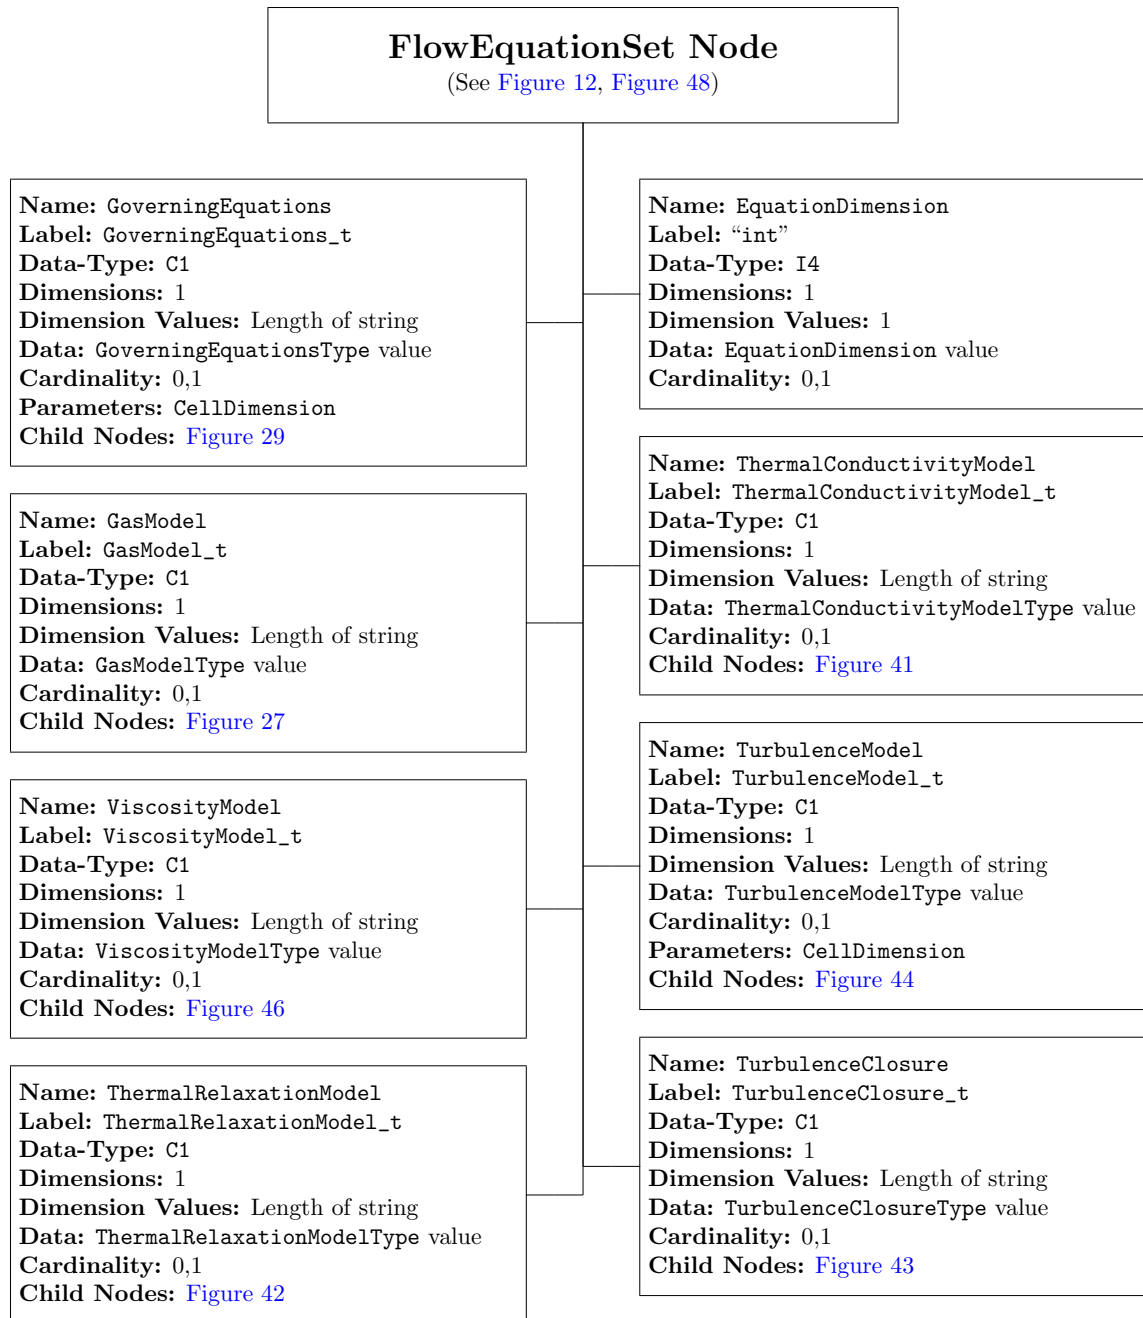 FlowEquationSet Node
(See Figure 12, Figure 48)
Name: GoverningEquations
Label: GoverningEquations_t
Data-Type: C1
Dimensions: 1
Dimension Values: Length of string
Data: GoverningEquationsType value
Cardinality: 0,1
Parameters: CellDimension
Child Nodes: Figure 29
Name: GasModel
Label: GasModel_t
Data-Type: C1
Dimensions: 1
Dimension Values: Length of string
Data: GasModelType value
Cardinality: 0,1
Child Nodes: Figure 27
Name: ViscosityModel
Label: ViscosityModel_t
Data-Type: C1
Dimensions: 1
Dimension Values: Length of string
Data: ViscosityModelType value
Cardinality: 0,1
Child Nodes: Figure 46
Name: ThermalRelaxationModel
Label: ThermalRelaxationModel_t
Data-Type: C1
Dimensions: 1
Dimension Values: Length of string
Data: ThermalRelaxationModelType value
Cardinality: 0,1
Child Nodes: Figure 42
Name: EquationDimension
Label: “int”
Data-Type: I4
Dimensions: 1
Dimension Values: 1
Data: EquationDimension value
Cardinality: 0,1
Name: ThermalConductivityModel
Label: ThermalConductivityModel_t
Data-Type: C1
Dimensions: 1
Dimension Values: Length of string
Data: ThermalConductivityModelType value
Cardinality: 0,1
Child Nodes: Figure 41
Name: TurbulenceModel
Label: TurbulenceModel_t
Data-Type: C1
Dimensions: 1
Dimension Values: Length of string
Data: TurbulenceModelType value
Cardinality: 0,1
Parameters: CellDimension
Child Nodes: Figure 44
Name: TurbulenceClosure
Label: TurbulenceClosure_t
Data-Type: C1
Dimensions: 1
Dimension Values: Length of string
Data: TurbulenceClosureType value
Cardinality: 0,1
Child Nodes: Figure 43